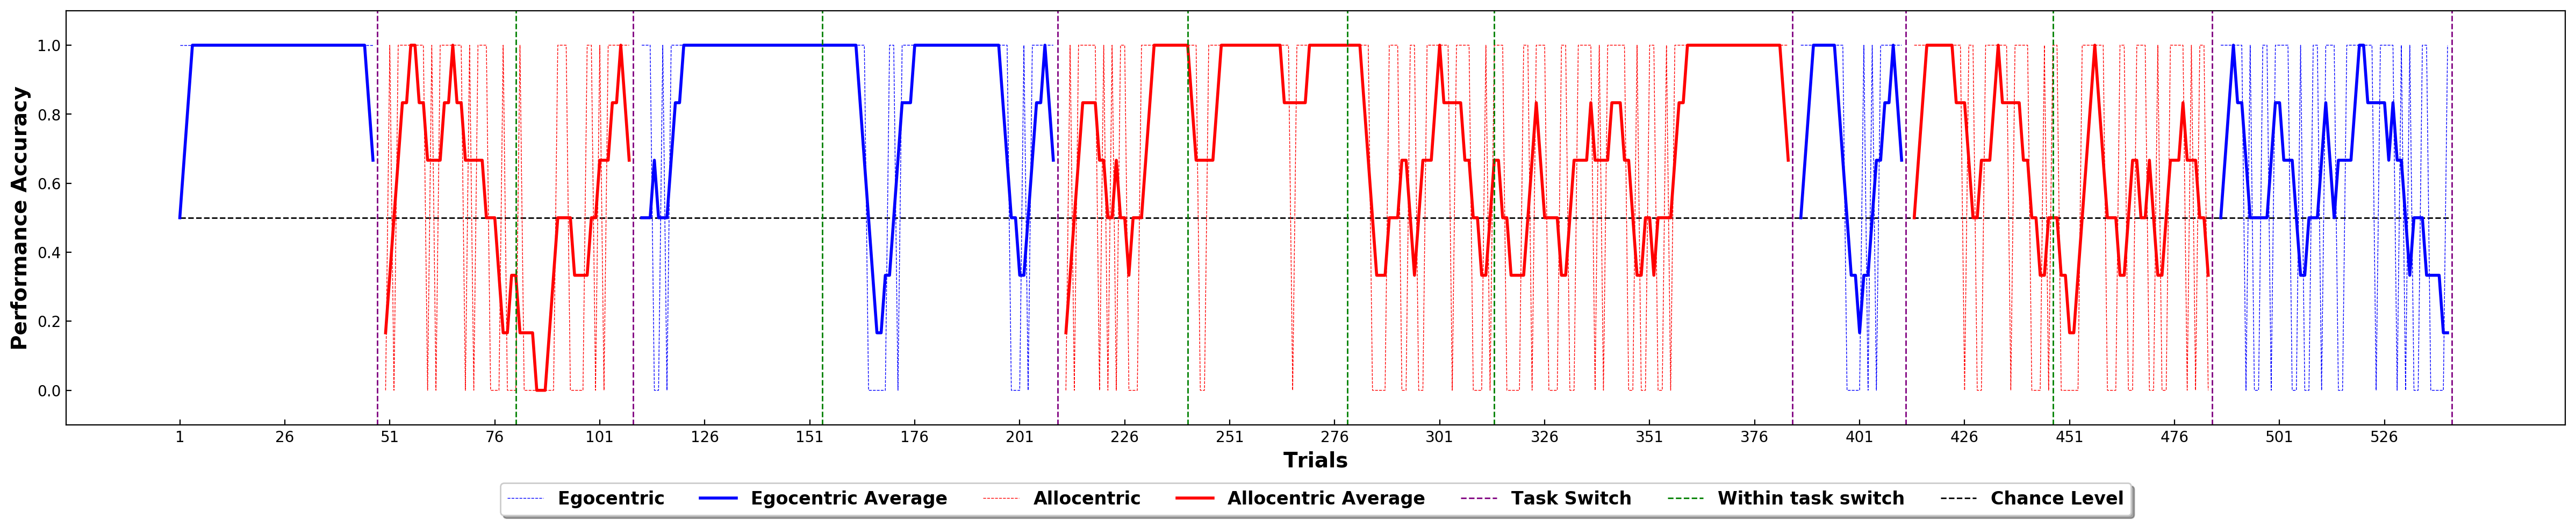 Performance Accuracy
1.0
0.8
0.6
0.4
0.2
0.0
1 26 51 76 101 126 151 176 201 226 251 276 301 326 351 376 401 426 451 476 501 526
Trials
Egocentric Egocentric Average Allocentric Allocentric Average Task Switch Within task switch Chance Level